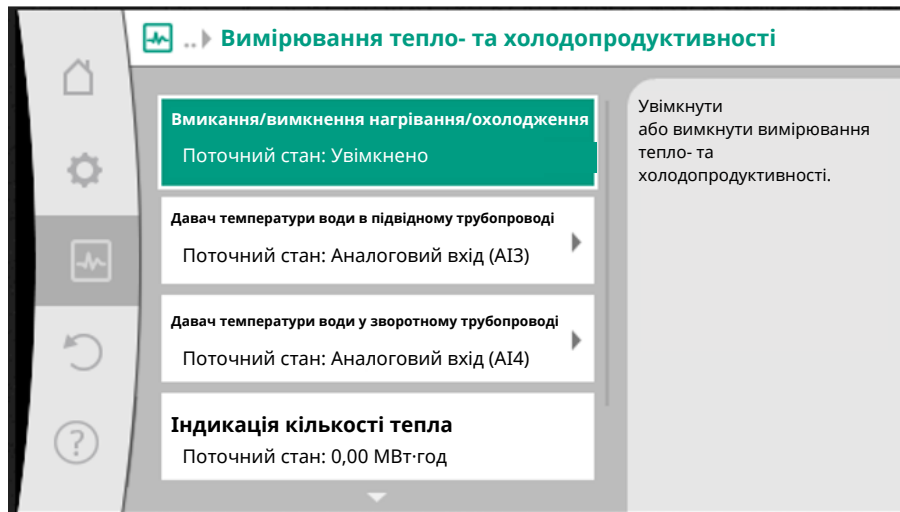 ..▸ Вимірювання тепло- та холодопродуктивності
Вмикання/вимкнення нагрівання/охолодження
Поточний стан: Увімкнено
Давач температури води в підвідному трубопроводі
Поточний стан: Аналоговий вхід (AI3)
Давач температури води у зворотному трубопроводі
Поточний стан: Аналоговий вхід (AI4)
Індикація кількості тепла
Поточний стан: 0,00 МВт·год
Увімкнути
або вимкнути вимірювання
тепло- та
холодопродуктивності.
?